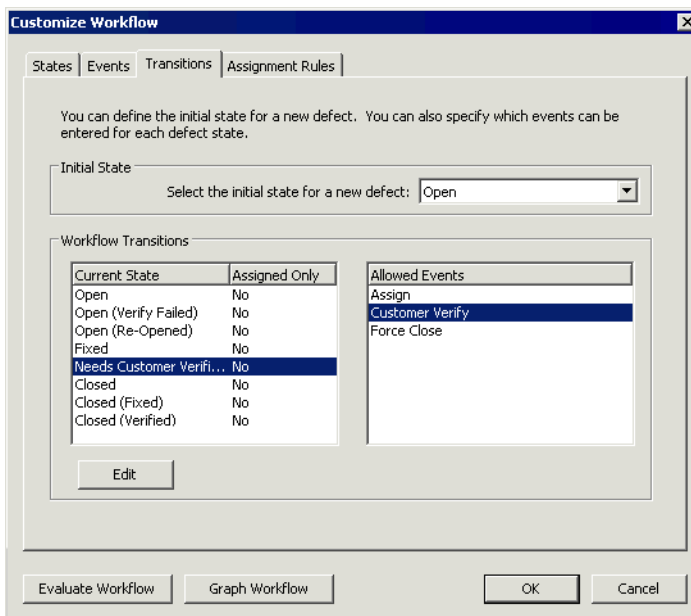 Customize Workflow
States Events Transitions Assignment Rules
You can define the initial state for a new defect. You can also specify which events can be
entered for each defect state.
Initial State
Select the initial state for a new defect: Open
Workflow Transitions
Current State Assigned Only Allowed Events
Open No Assign
Open (Verify Failed) No Customer Verify
Open (Re-Opened) No Force Close
Fixed No
Needs Customer Verifi... No
Closed No
Closed (Fixed) No
Closed (Verified) No
Edit
Evaluate Workflow Graph Workflow OK Cancel